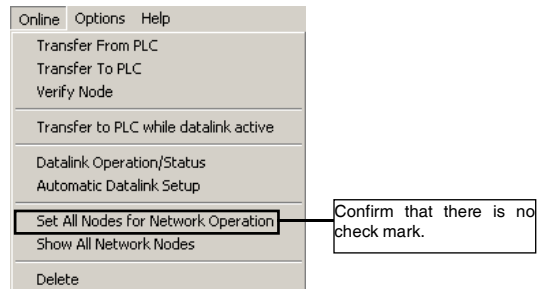 Online Options Help
Transfer From PLC
Transfer To PLC
Verify Node
Transfer to PLC while datalink active
Datalink Operation/Status
Automatic Datalink Setup
Set All Nodes for Network Operation
Show All Network Nodes
Delete
Confirm that there is no
check mark.